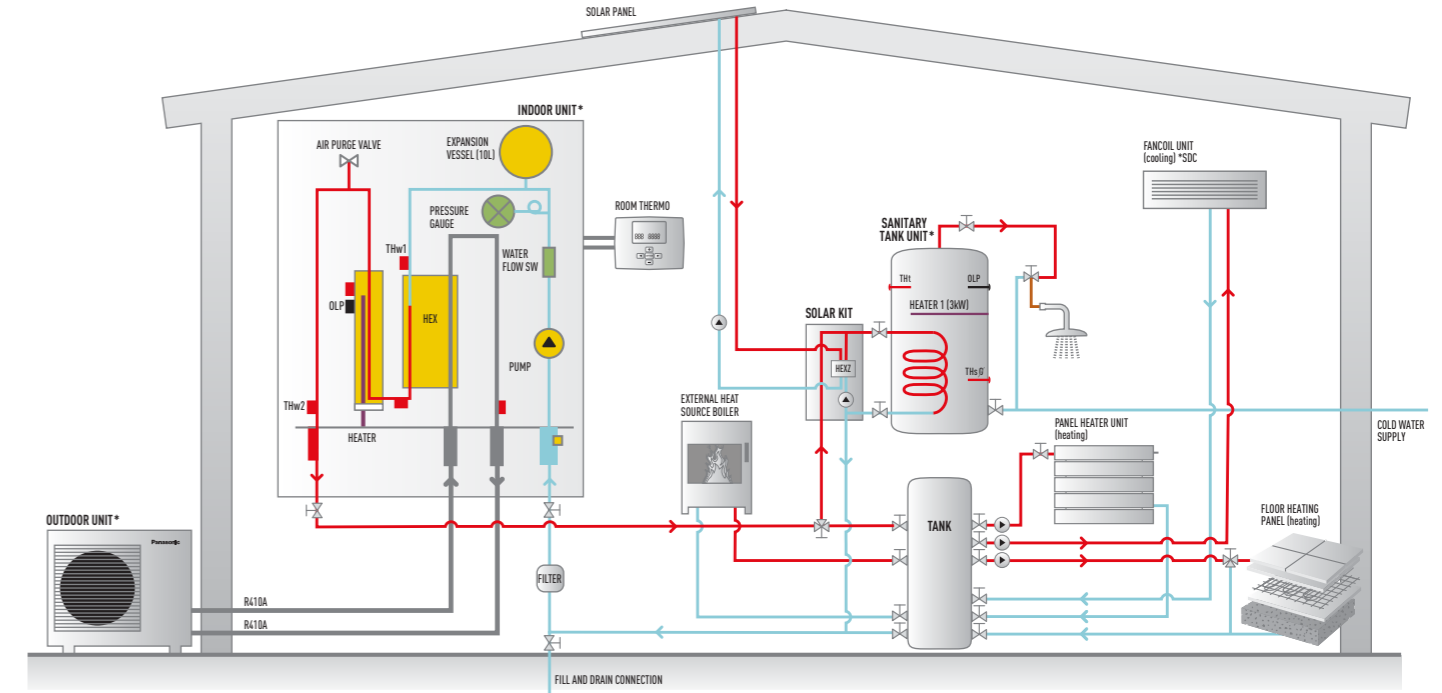 SOLAR PANEL
INDOOR UNIT*
AIR PURGE VALVE
EXPANSION
VESSEL (10L)
PRESSURE
GAUGE
THw1
WATER
FLOW SW
OLP
HEX
PUMP
THw2
HEATER
ROOM THERMO
888 8888
SANITARY
TANK UNIT*
THt
OLP
HEATER 1 (3kW)
SOLAR KIT
HEX2
EXTERNAL HEAT
SOURCE BOILER
FANCOIL UNIT
(cooling) *SDC
COLD WATER
SUPPLY
PANEL HEATER UNIT
(heating)
FLOOR HEATING
PANEL (heating)
TANK
OUTDOOR UNIT*
Panasonic
R410A
R410A
FILTER
FILL AND DRAIN CONNECTION